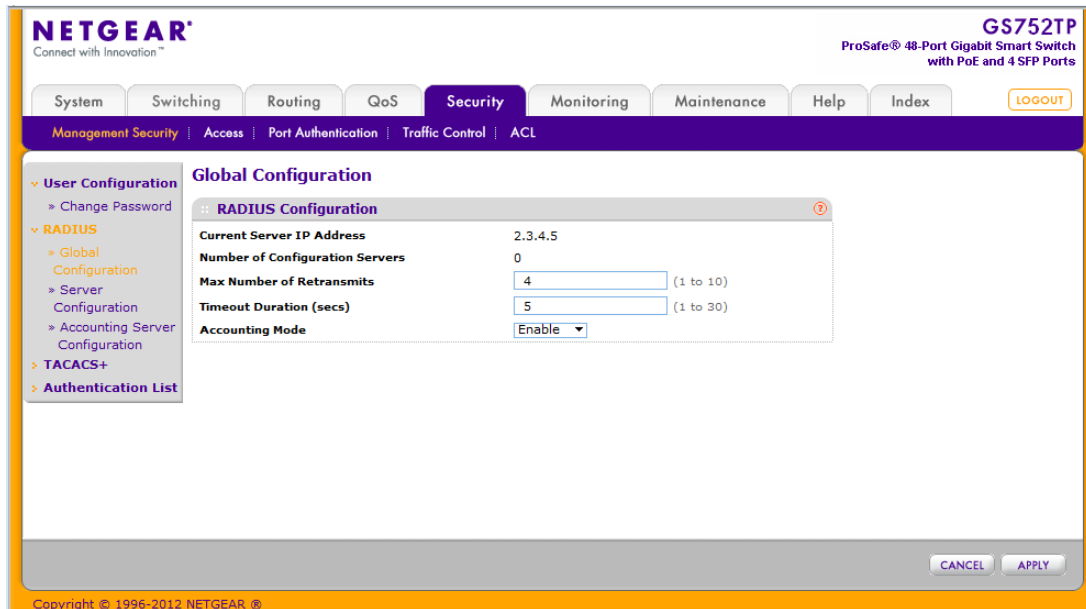 NETGEAR®
Connect with Innovation™
GS752TP
ProSafe® 48-Port Gigabit Smart Switch
with PoE and 4 SFP Ports
System Switching Routing QoS Security Monitoring Maintenance Help Index LOGOUT
Management Security Access Port Authentication Traffic Control ACL
User Configuration
» Change Password
RADIUS
» Global
Configuration
» Server
Configuration
» Accounting Server
Configuration
TACACS+
Authentication List
Global Configuration
RADIUS Configuration ?
Current Server IP Address 2.3.4.5
Number of Configuration Servers 0
Max Number of Retransmits 4 (1 to 10)
Timeout Duration (secs) 5 (1 to 30)
Accounting Mode Enable
CANCEL APPLY
Copyright © 1996-2012 NETGEAR ®